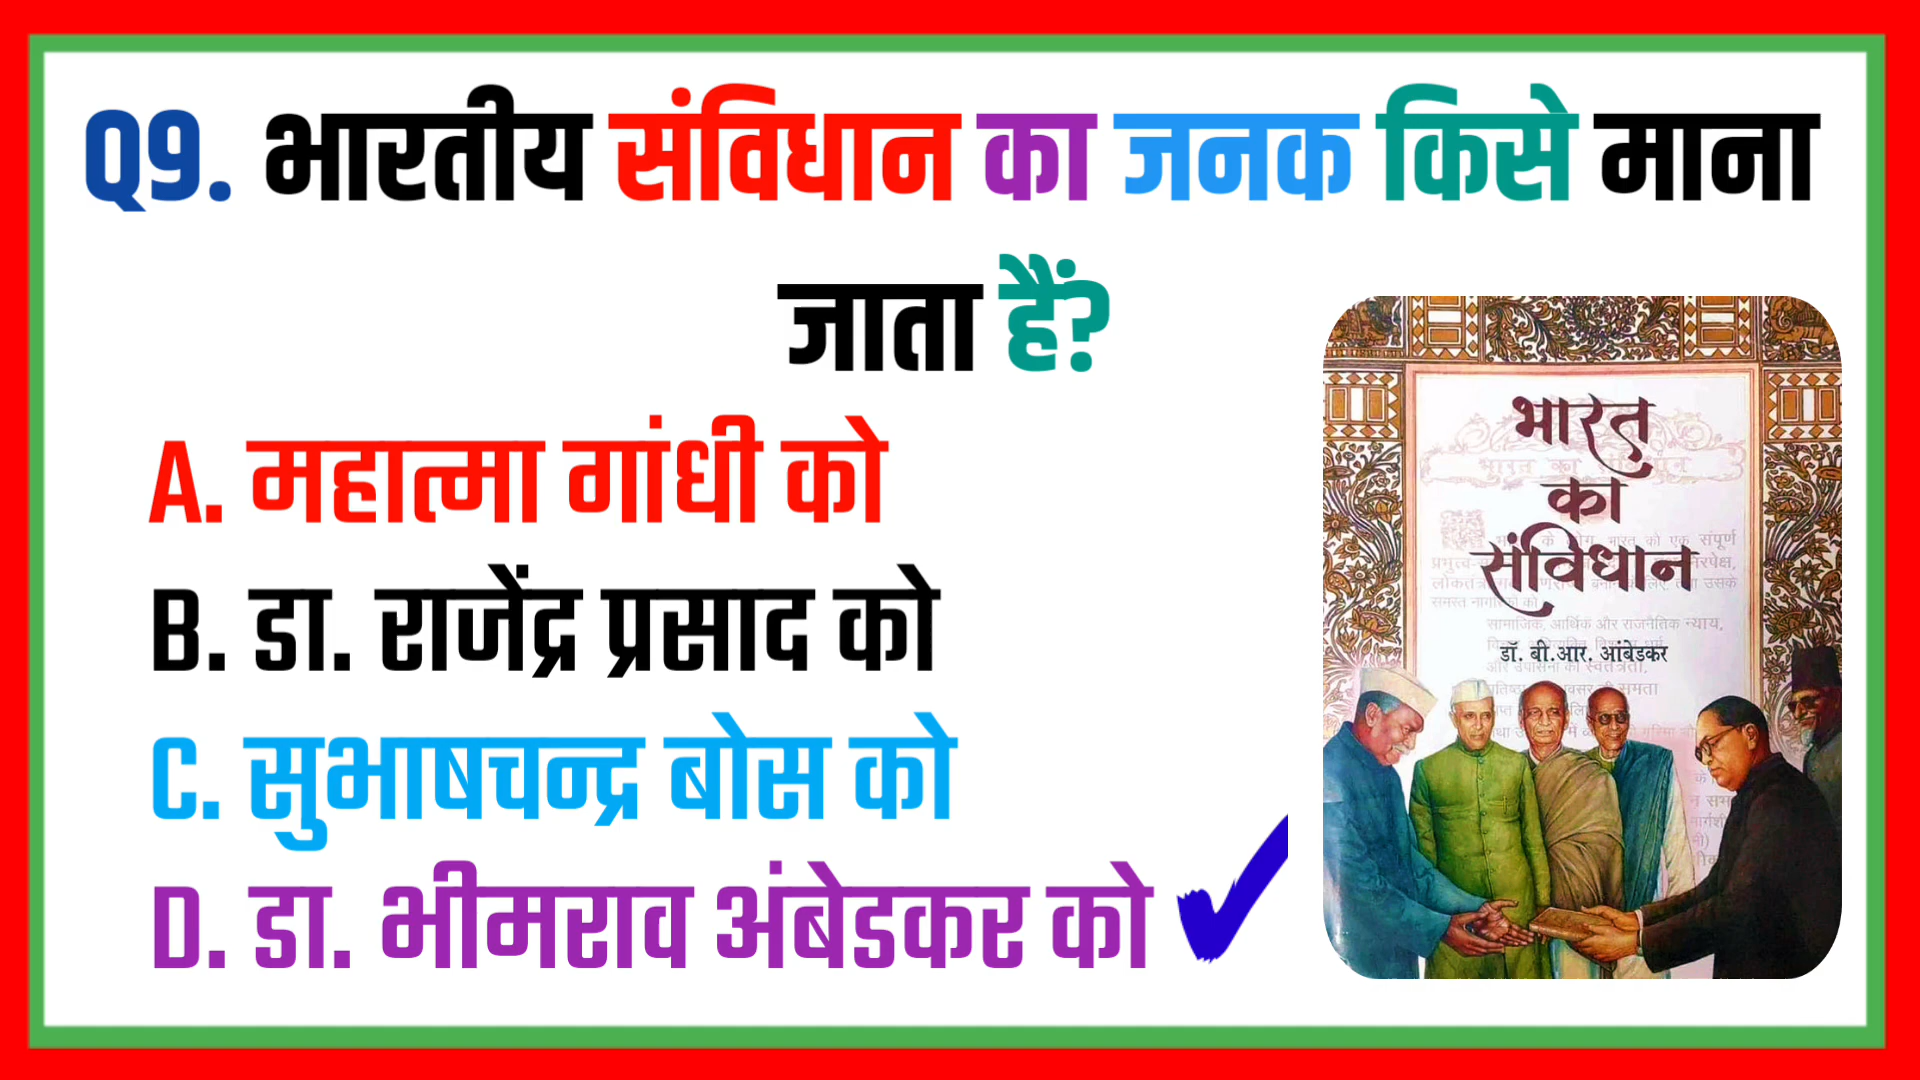 Q9. भारतीय संविधान का जनक किसे माना
जाता हैं?
A. महात्मा गांधी को
B. डा. राजेंद्र प्रसाद को
C. सुभाषचन्द्र बोस को
D. डा. भीमराव अंबेडकर को
भारत
का
संविधान
डॉ. बी.आर. आंबेडकर